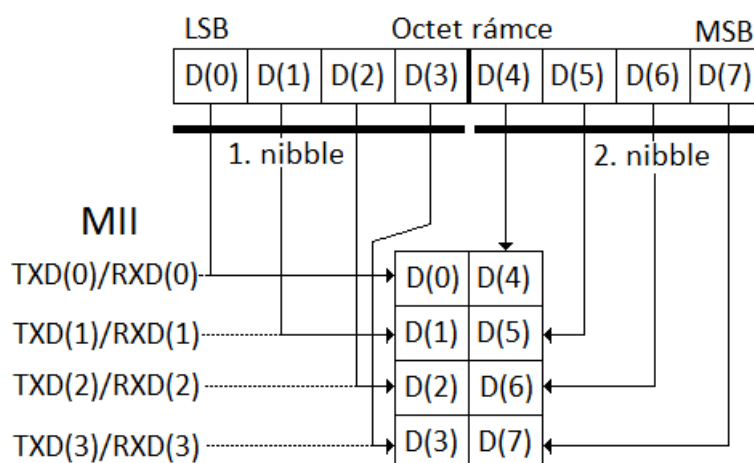 LSB Octet rámce MSB
D(0) D(1) D(2) D(3) D(4) D(5) D(6) D(7)
1. nibble 2. nibble
MII
TXD(0)/RXD(0) D(0) D(4)
TXD(1)/RXD(1) D(1) D(5)
TXD(2)/RXD(2) D(2) D(6)
TXD(3)/RXD(3) D(3) D(7)